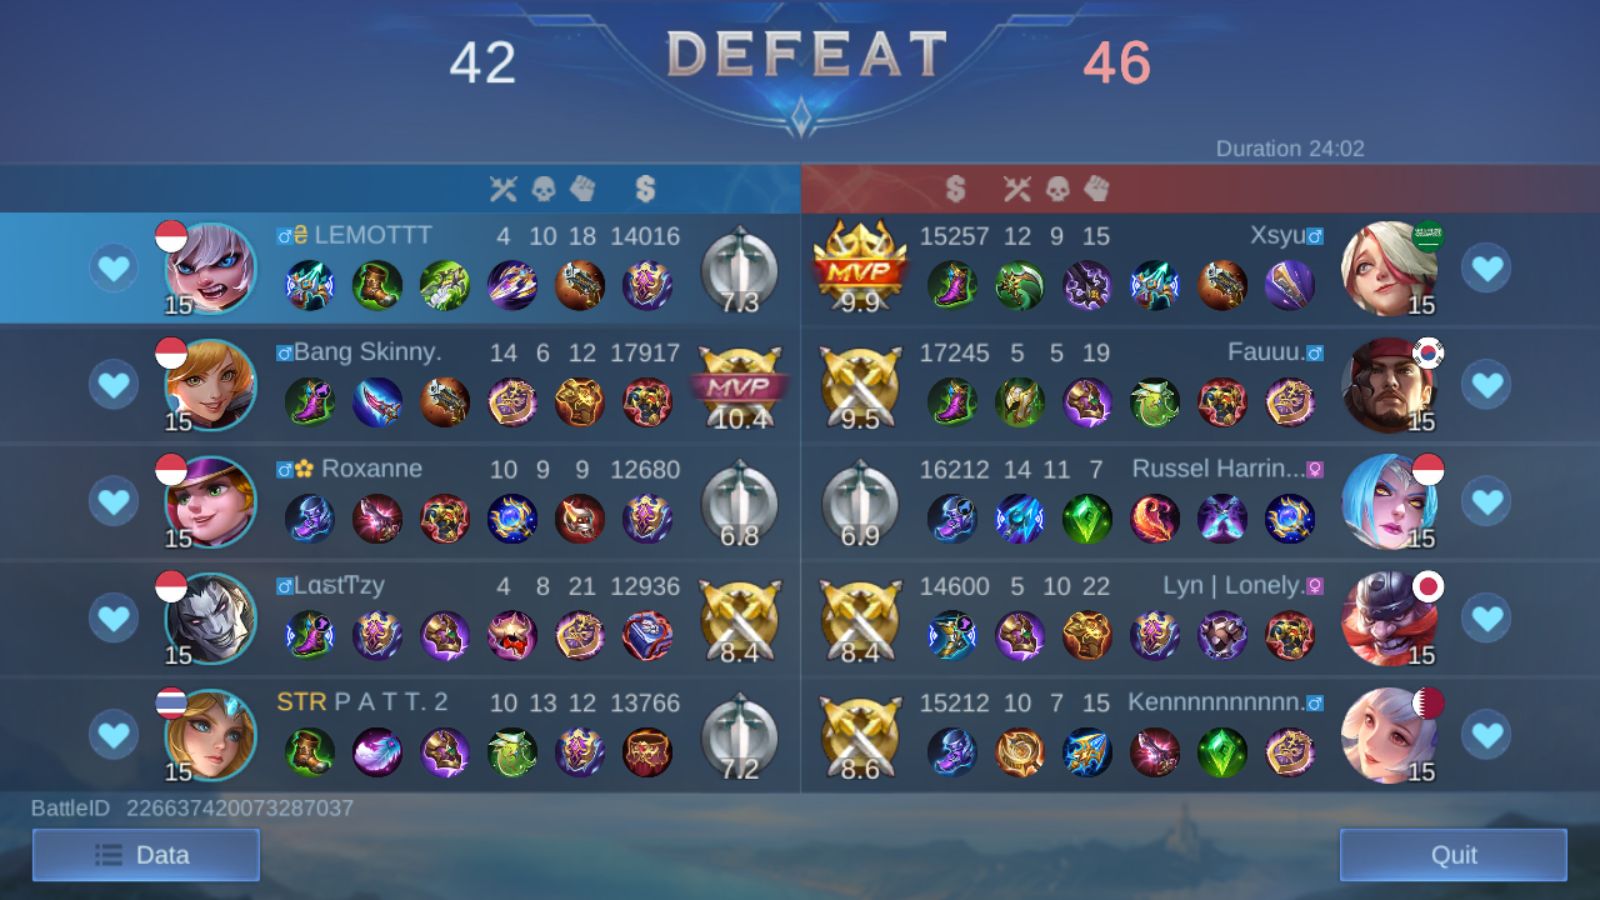 42 DEFEAT 46
Duration 24:02
LEMOTTT 4 10 18 14016 7.3 15
MVP 9.9 15257 12 9 15 Xsyu 15
Bang Skinny. 14 6 12 17917 MVP 10.4 15
9.5 17245 5 5 19 Fauuu. 15
Roxanne 10 9 9 12680 6.8 15
6.9 16212 14 11 7 Russel Harrin... 15
LɑstTzy 4 8 21 12936 8.4 15
8.4 14600 5 10 22 Lyn | Lonely. 15
STR P A T T. 2 10 13 12 13766 7.2 15
8.6 15212 10 7 15 Kennnnnnnnnn. 15
BattleID 226637420073287037
Data
Quit